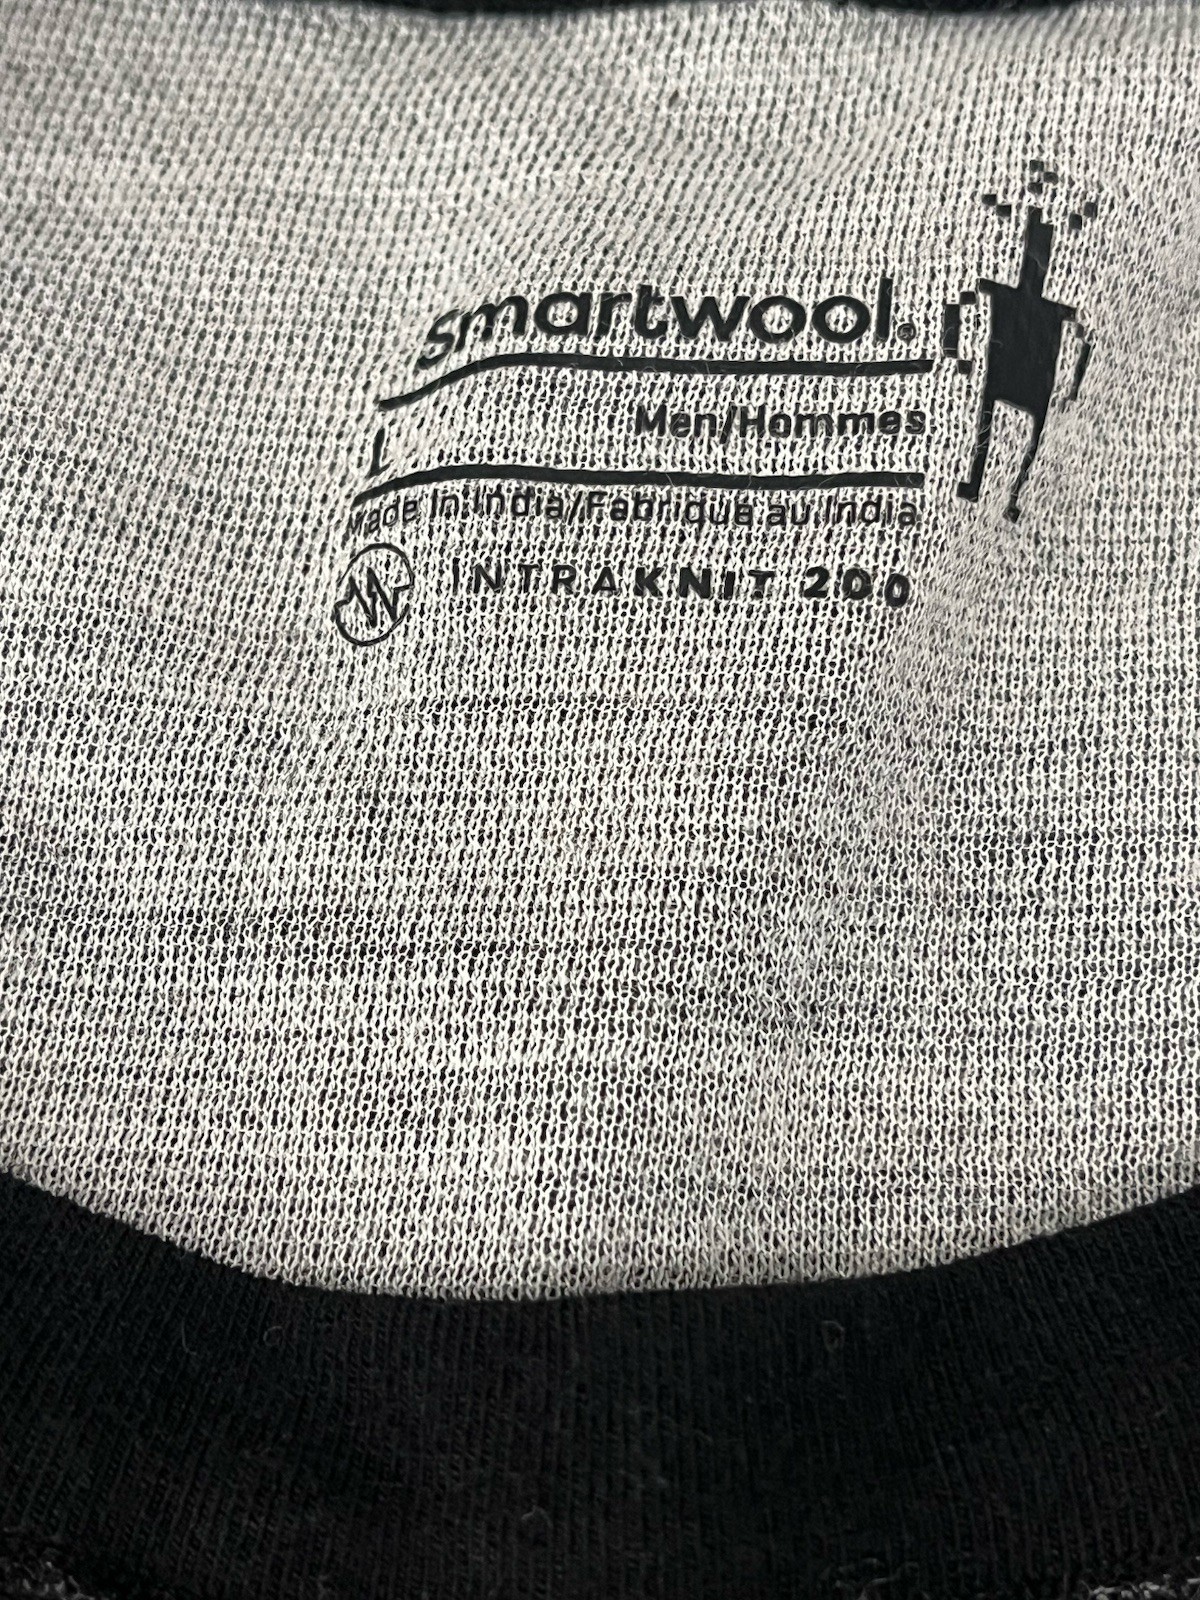 smartwool®
Men/Hommes
L
Made In India/Fabrique au India
INTRAKNIT 200